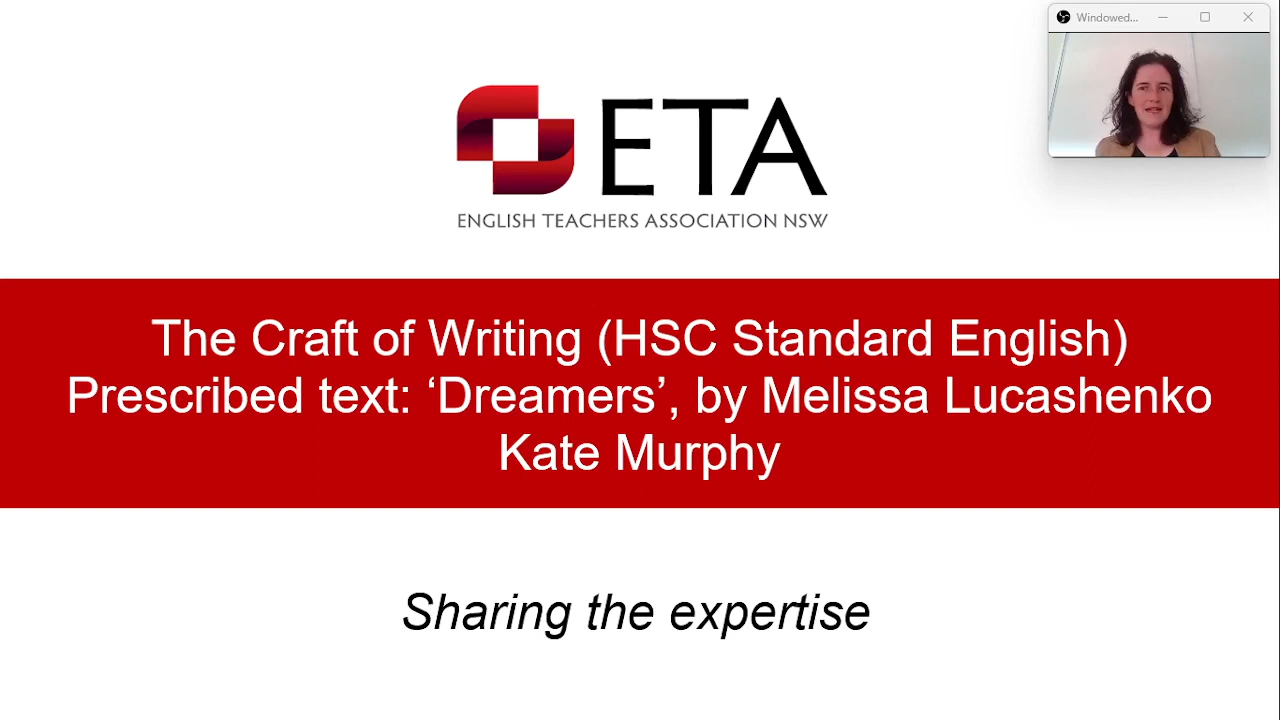 Windowed...
ETA
ENGLISH TEACHERS ASSOCIATION NSW
The Craft of Writing (HSC Standard English)
Prescribed text: ‘Dreamers’, by Melissa Lucashenko
Kate Murphy
Sharing the expertise